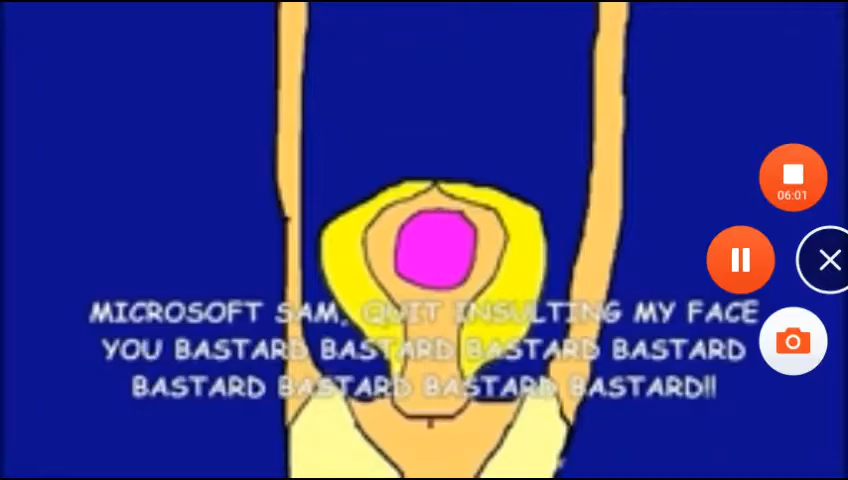 06:01
MICROSOFT SAM, QUIT INSULTING MY FACE
YOU BASTARD BASTARD BASTARD BASTARD
BASTARD BASTARD BASTARD BASTARD!!